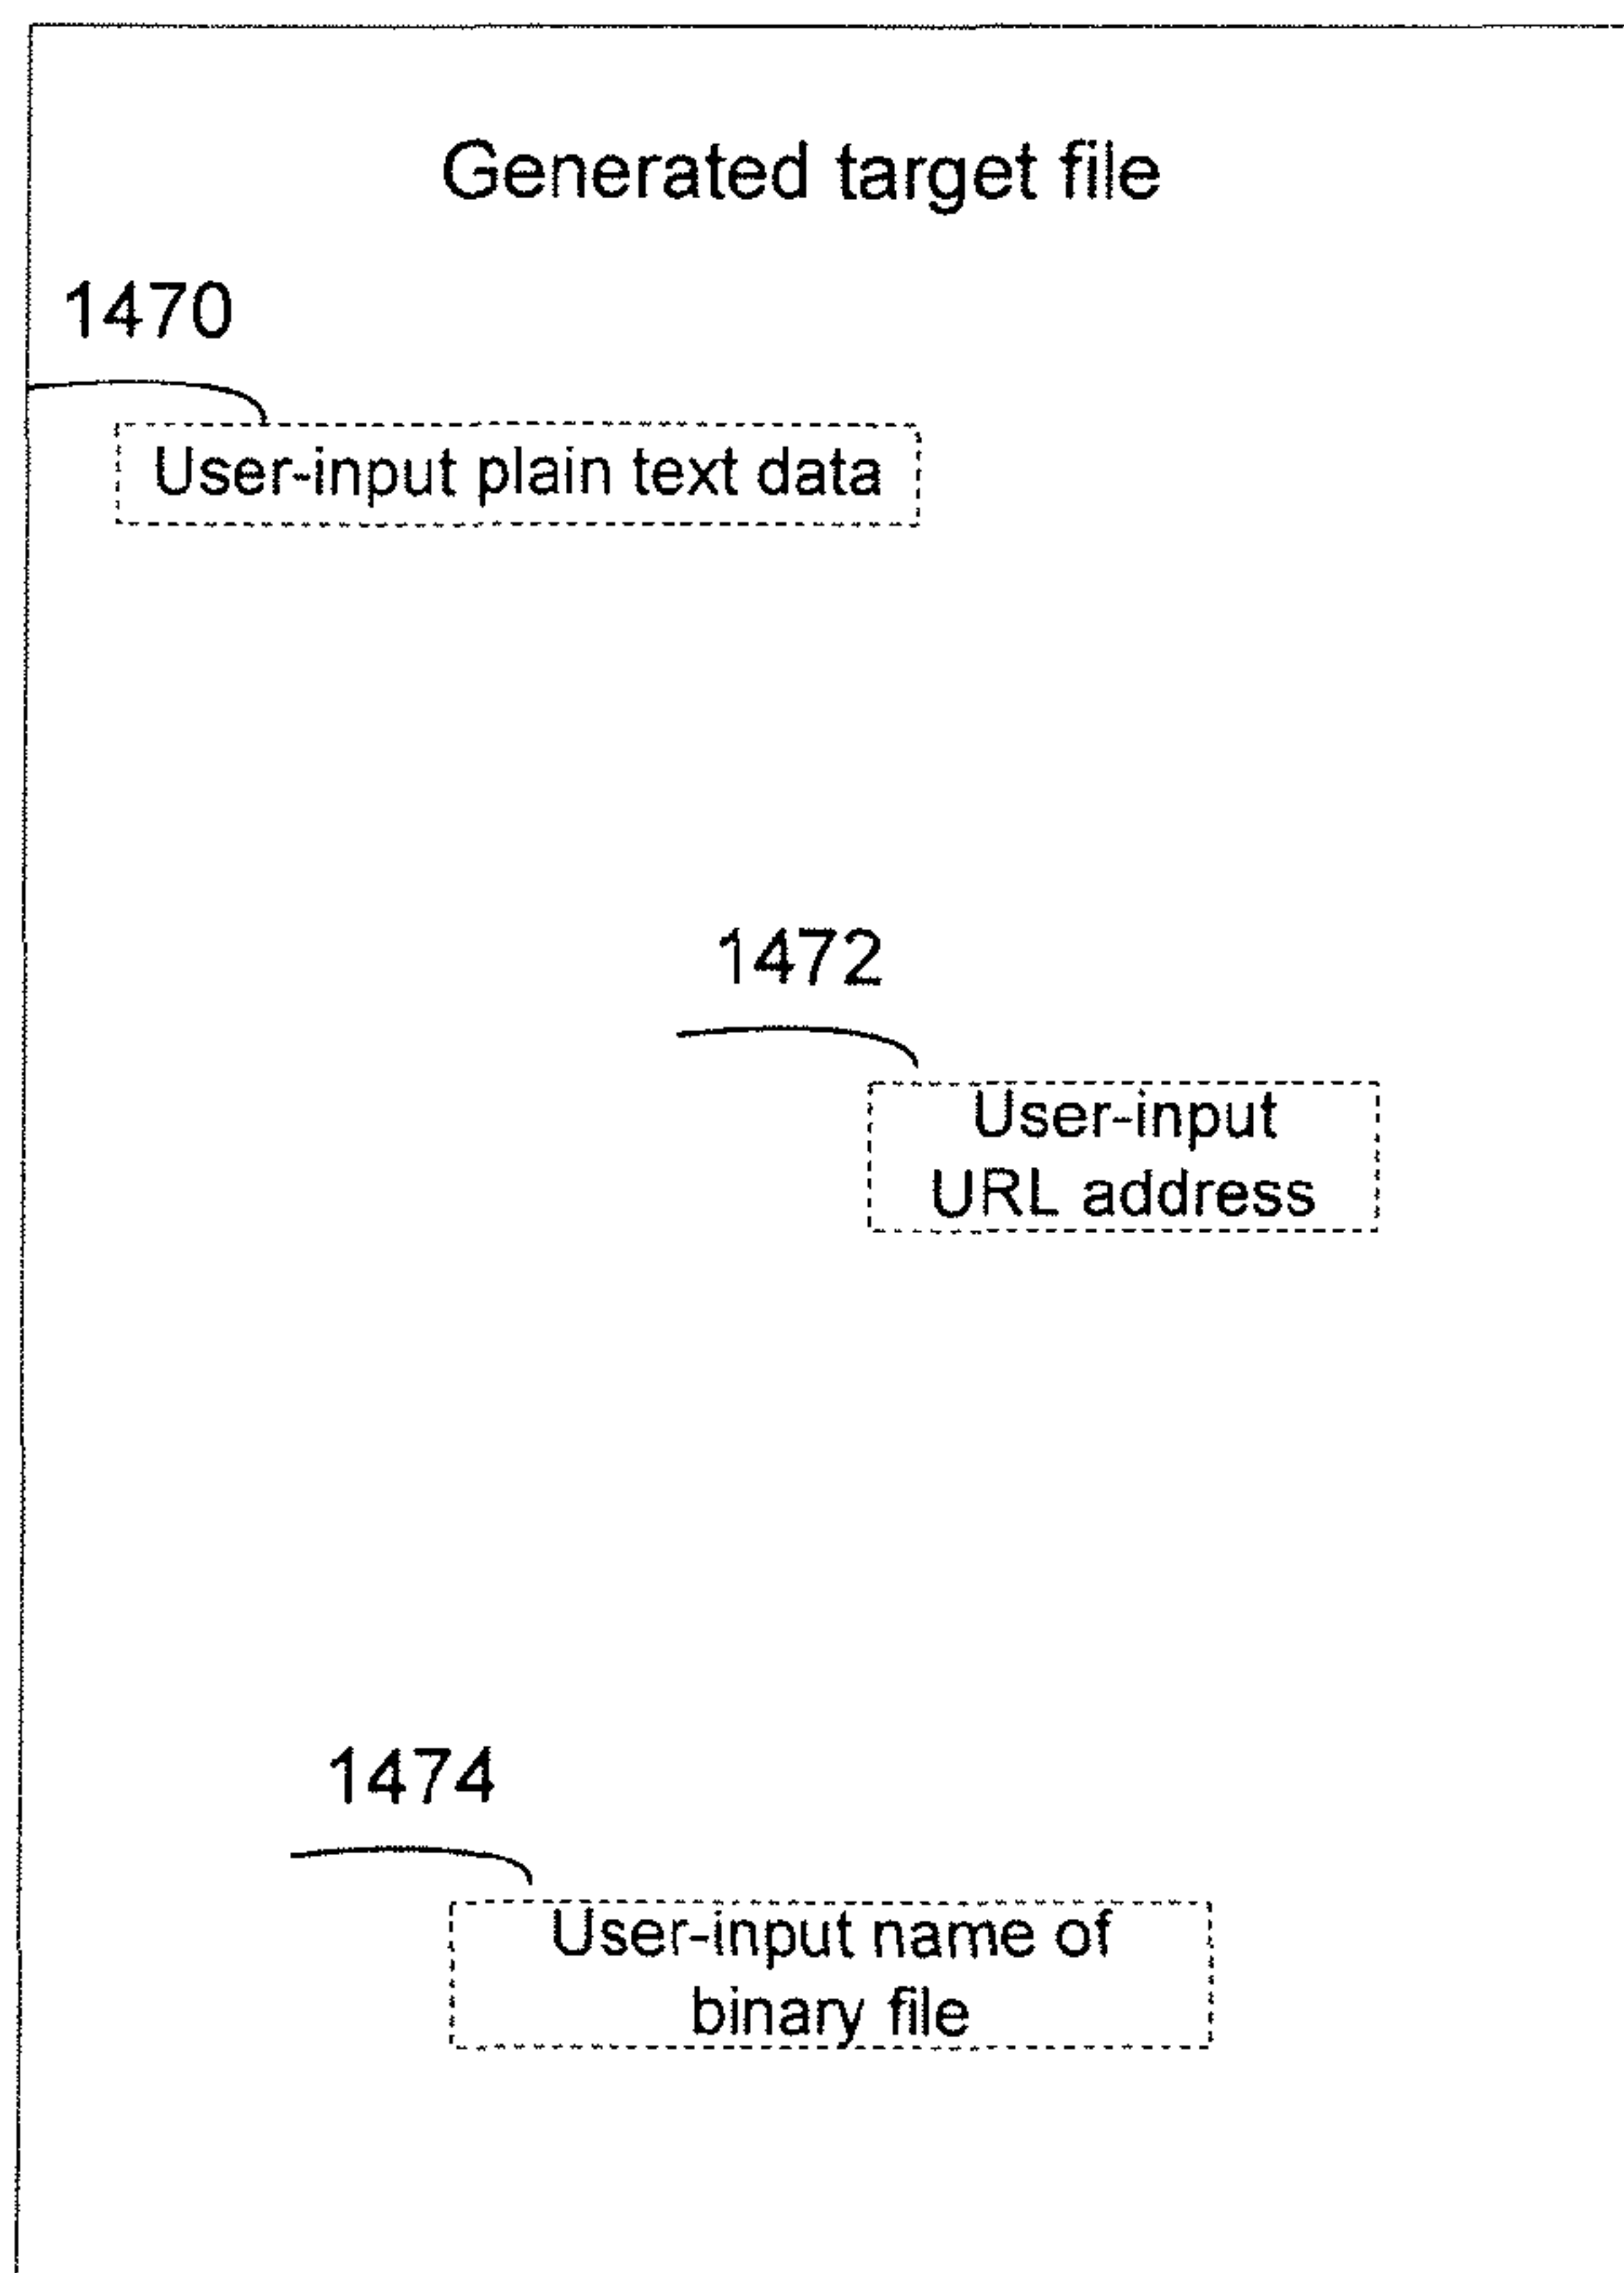 Generated target file
1470
User-input plain text data
1472
User-input
URL address
1474
User-input name of
binary file